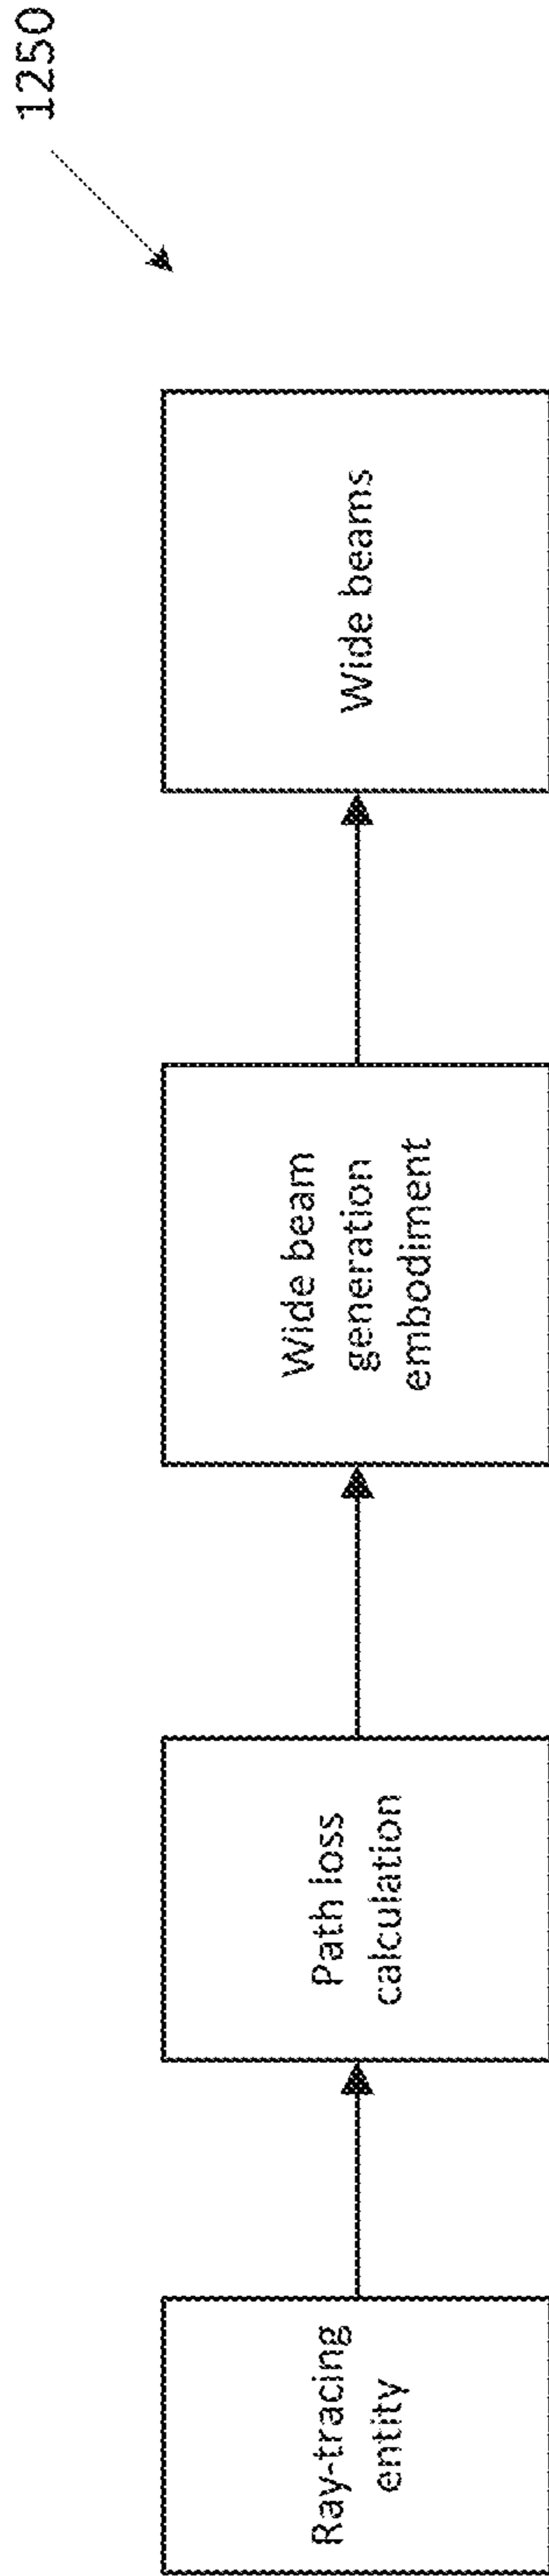 1250
Ray-tracing
entity
Path loss
calculation
Wide beam
generation
embodiment
Wide beams